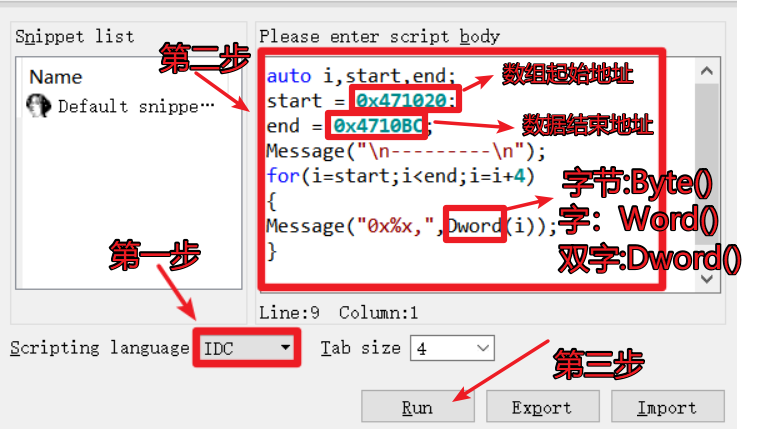 Snippet list
Please enter script body
第二步
Name
Default snippe…
auto i,start,end;
数组起始地址
start = 0x471020;
end = 0x4710BC;
数据结束地址
Message("\n---------\n");
for(i=start;i<end;i=i+4)
字节:Byte()
{
Message("0x%x,",Dword(i));
字：Word()
}
双字:Dword()
第一步
Line:9 Column:1
Scripting language IDC
Tab size 4
第三步
Run
Export
Import